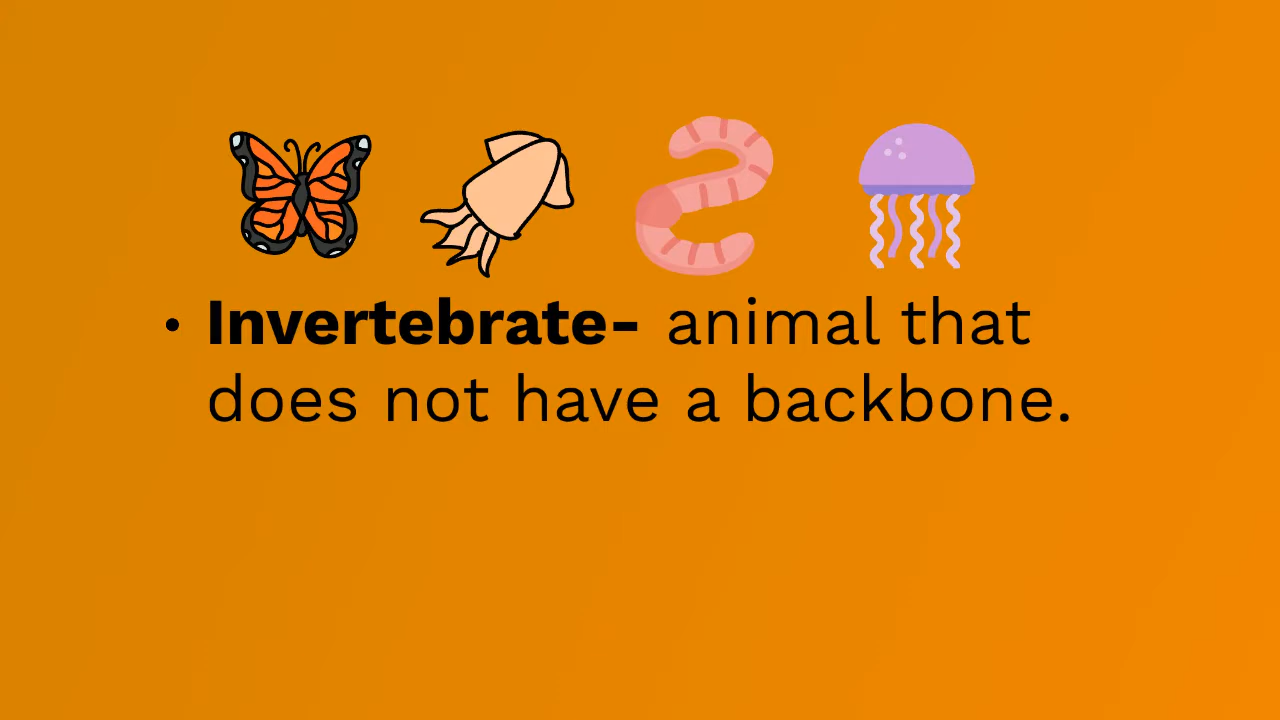 • Invertebrate- animal that
does not have a backbone.